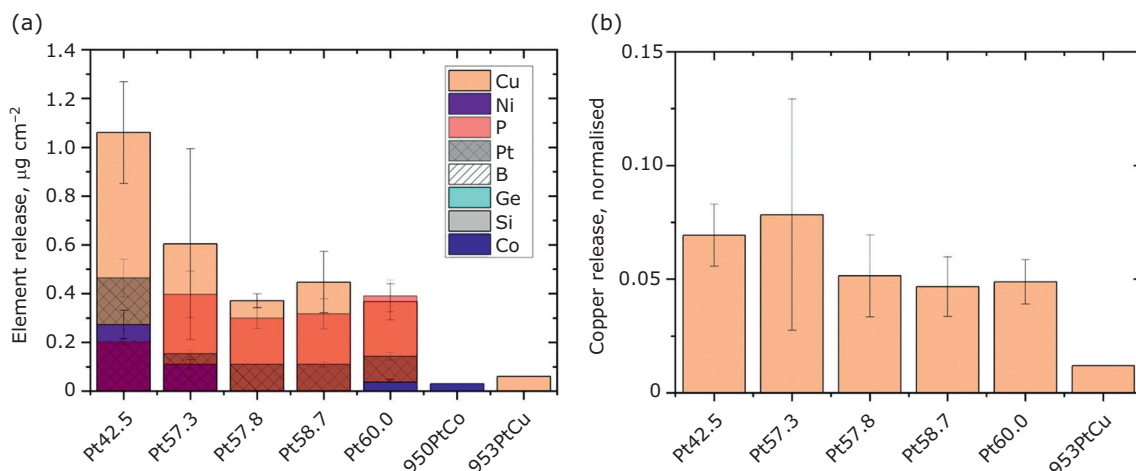 (a)
Element release, µg cm⁻²
1.4
1.2
1.0
0.8
0.6
0.4
0.2
0
Cu
Ni
P
Pt
B
Ge
Si
Co
Pt42.5
Pt57.3
Pt57.8
Pt58.7
Pt60.0
950PtCo
953PtCu
(b)
Copper release, normalised
0.15
0.10
0.05
0
Pt42.5
Pt57.3
Pt57.8
Pt58.7
Pt60.0
953PtCu